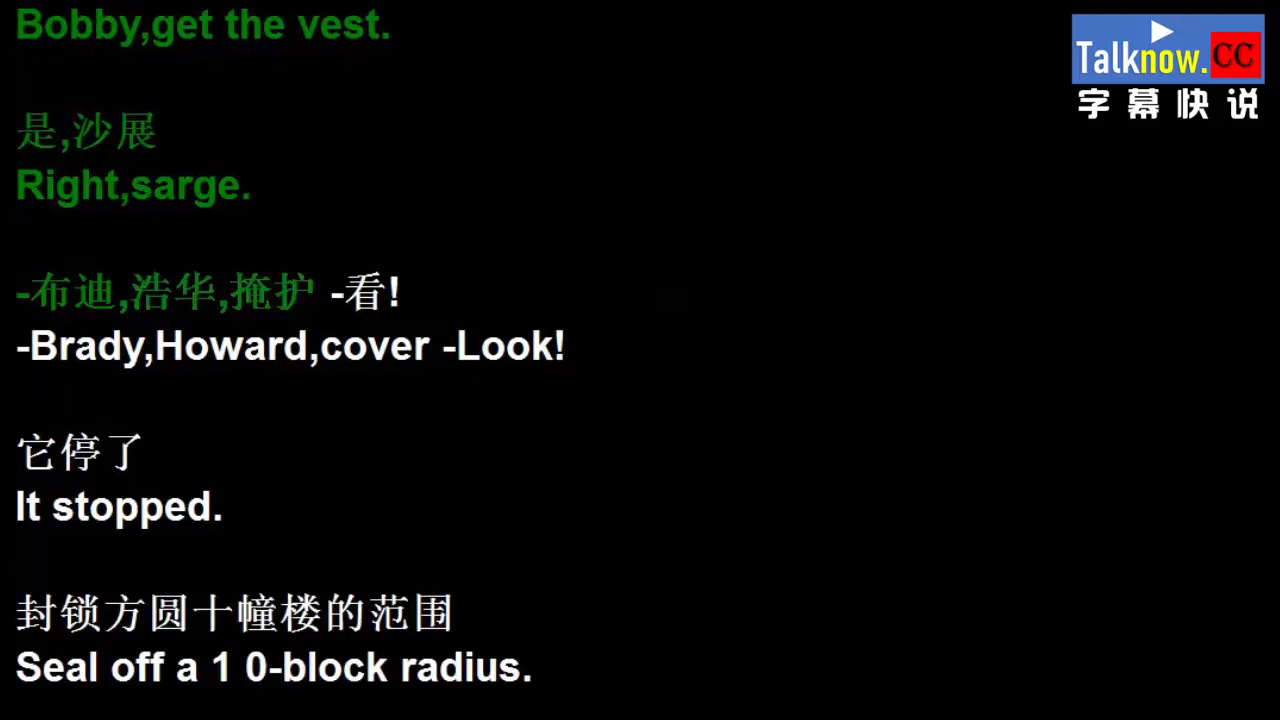 Bobby,get the vest.
Talknow.CC
字幕快说
是,沙展
Right,sarge.
-布迪,浩华,掩护 -看!
-Brady,Howard,cover -Look!
它停了
It stopped.
封锁方圆十幢楼的范围
Seal off a 1 0-block radius.